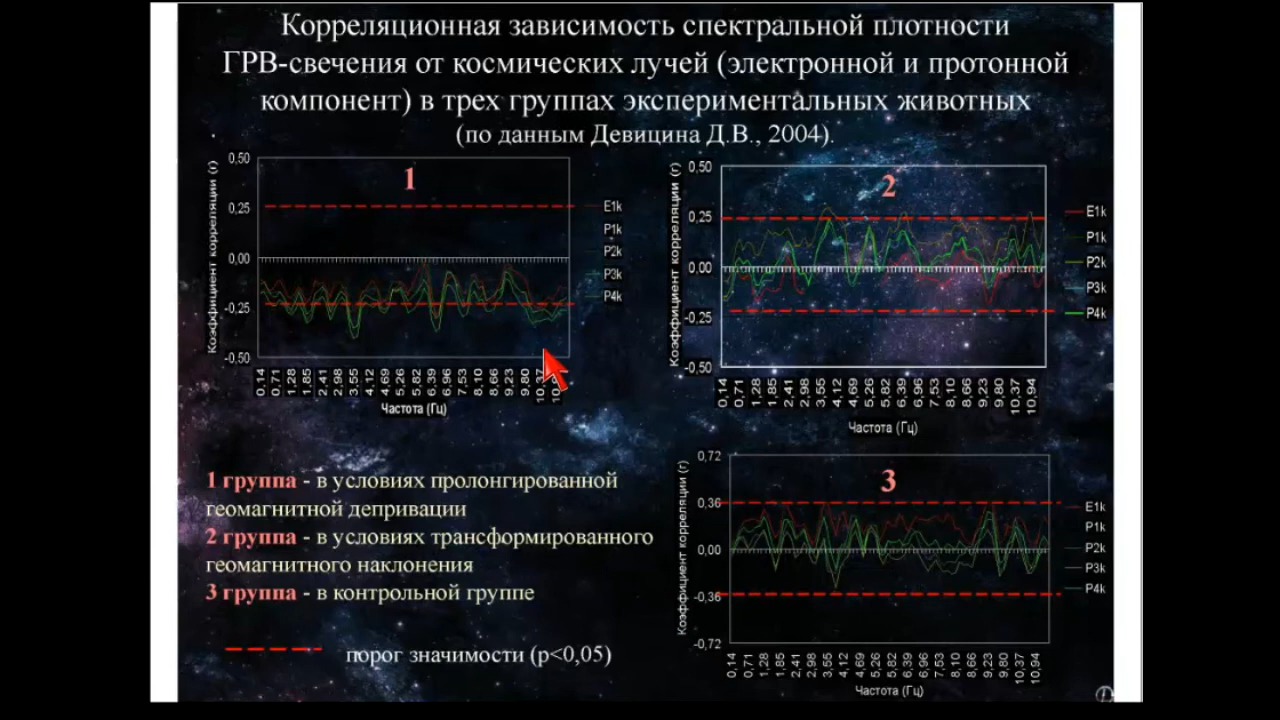 Корреляционная зависимость спектральной плотности
ГРВ-свечения от космических лучей (электронной и протонной
компонент) в трех группах экспериментальных животных
(по данным Девицина Д.В., 2004).
1
Коэффициент корреляции (r)
0,50
0,25
0,00
-0,25
-0,50
0,14 0,71 1,28 1,85 2,41 2,98 3,55 4,12 4,69 5,26 5,82 6,39 6,96 7,53 8,10 8,66 9,23 9,80 10,37
Частота (Гц)
E1k
P1k
P2k
P3k
P4k
2
Коэффициент корреляции (r)
0,50
0,25
0,00
-0,25
-0,50
0,14 0,71 1,28 1,85 2,41 2,98 3,55 4,12 4,69 5,26 5,82 6,39 6,96 7,53 8,10 8,66 9,23 9,80 10,37 10,94
Частота (Гц)
E1k
P1k
P2k
P3k
P4k
1 группа - в условиях пролонгированной
геомагнитной депривации
2 группа - в условиях трансформированного
геомагнитного наклонения
3 группа - в контрольной группе
порог значимости (p<0,05)
3
Коэффициент корреляции (r)
0,72
0,36
0,00
-0,36
-0,72
0,14 0,71 1,28 1,85 2,41 2,98 3,55 4,12 4,69 5,26 5,82 6,39 6,96 7,53 8,10 8,66 9,23 9,80 10,37 10,94
Частота (Гц)
E1k
P1k
P2k
P3k
P4k